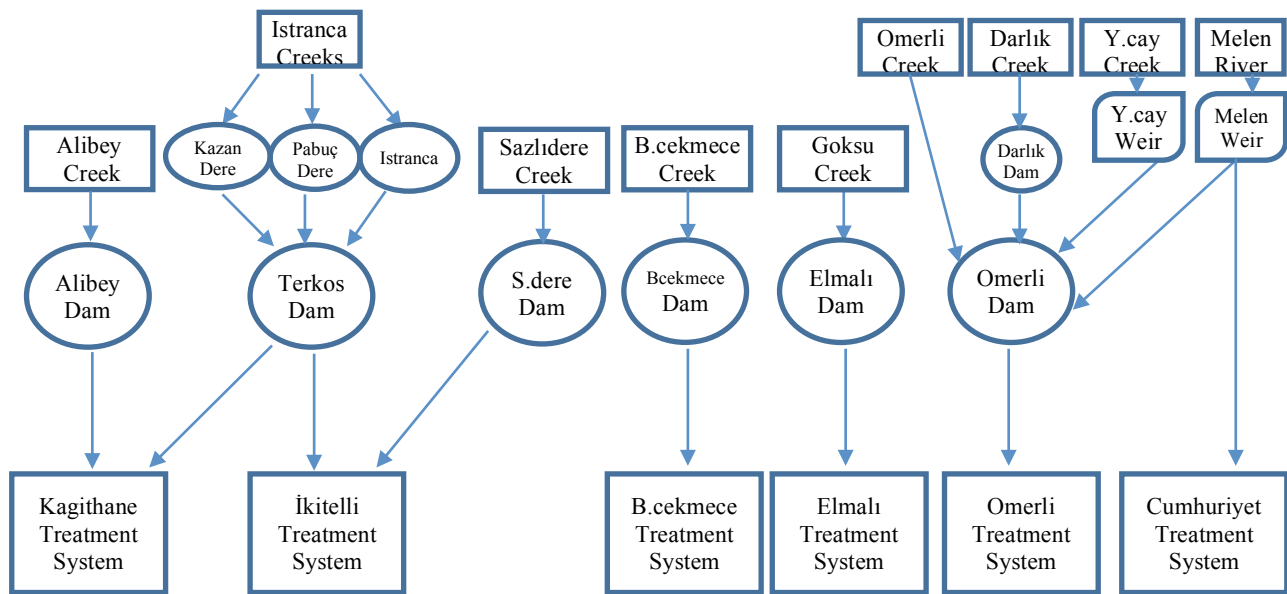 Istranca
Creeks
Omerli
Creek
Darlık
Creek
Y.cay
Creek
Melen
River
Alibey
Creek
Kazan
Dere
Pabuç
Dere
Istranca
Sazlıdere
Creek
B.cekmece
Creek
Goksu
Creek
Darlık
Dam
Y.cay
Weir
Melen
Weir
Alibey
Dam
Terkos
Dam
S.dere
Dam
Bcekmece
Dam
Elmalı
Dam
Omerli
Dam
Kagithane
Treatment
System
İkitelli
Treatment
System
B.cekmece
Treatment
System
Elmalı
Treatment
System
Omerli
Treatment
System
Cumhuriyet
Treatment
System